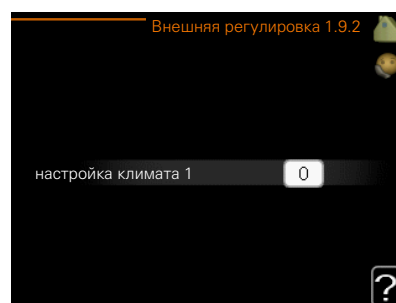 Внешняя регулировка 1.9.2
настройка климата 1
0
?